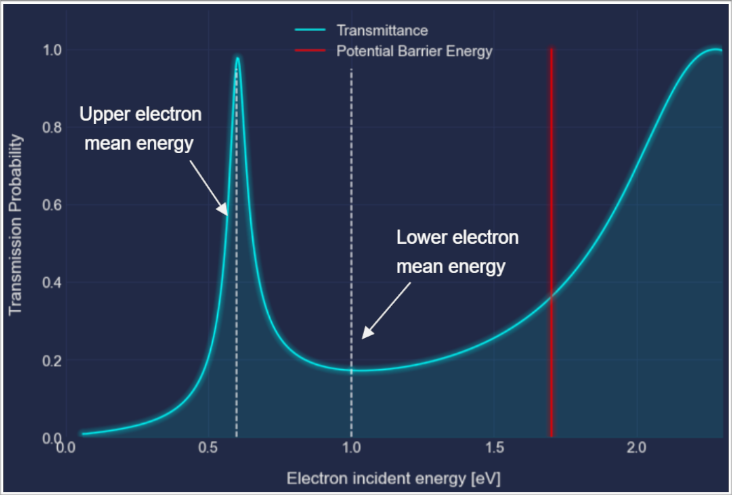 Transmittance
Potential Barrier Energy
Upper electron
mean energy
Lower electron
mean energy
Transmission Probability
1.0
0.8
0.6
0.4
0.2
0.0
0.0 0.5 1.0 1.5 2.0
Electron incident energy [eV]